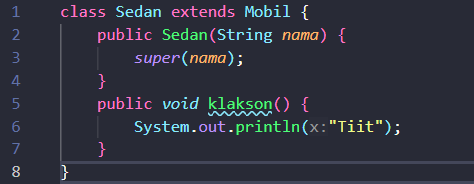 1 class Sedan extends Mobil {
2     public Sedan(String nama) {
3         super(nama);
4     }
5     public void klakson() {
6         System.out.println(x:"Tiit");
7     }
8 }